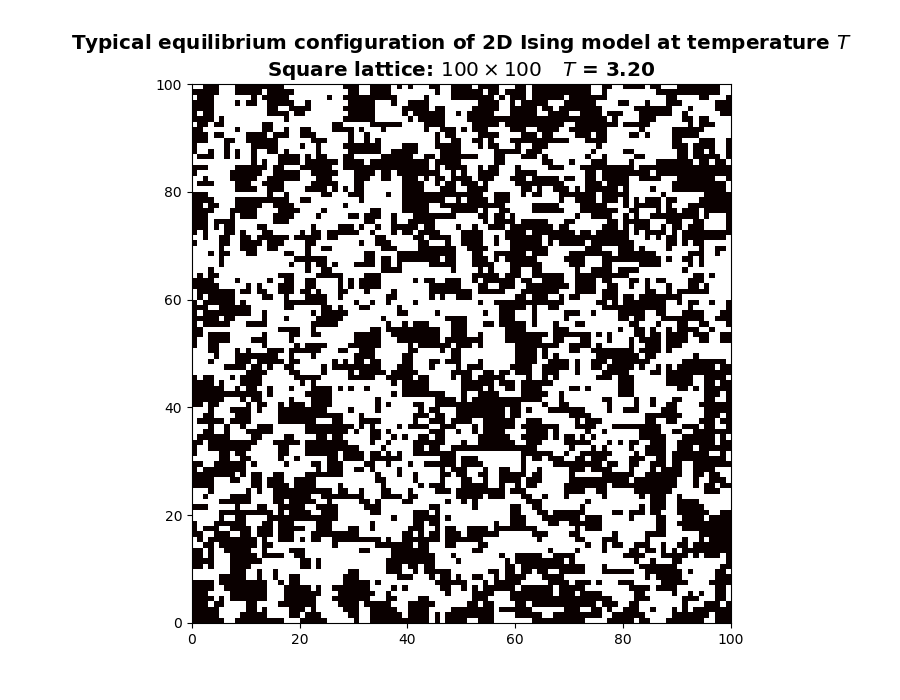 Typical equilibrium configuration of 2D Ising model at temperature T
Square lattice: 100 × 100 T = 3.20
100
80
60
40
20
0
0 20 40 60 80 100